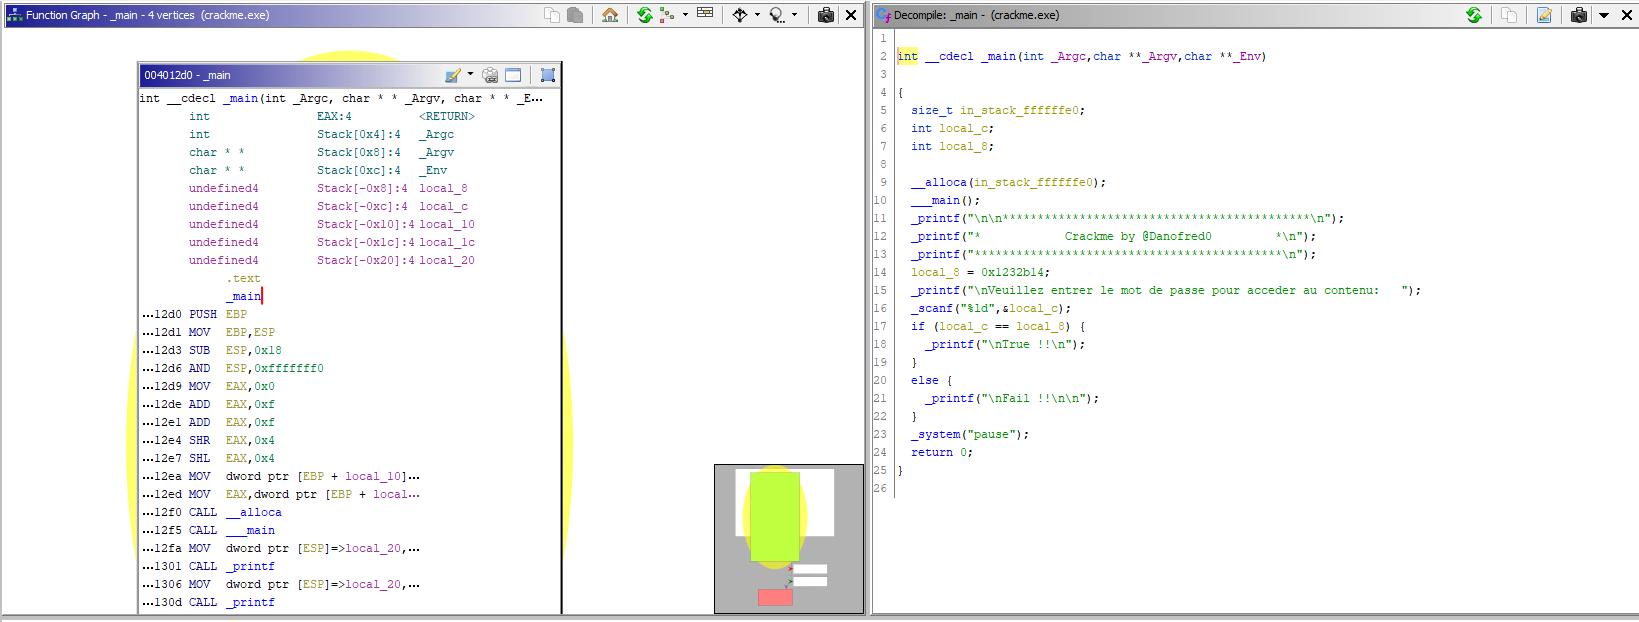 Function Graph - _main - 4 vertices  (crackme.exe)
004012d0 - _main
int __cdecl _main(int _Argc, char * * _Argv, char * * _E...
int EAX:4 <RETURN>
int Stack[0x4]:4 _Argc
char * * Stack[0x8]:4 _Argv
char * * Stack[0xc]:4 _Env
undefined4 Stack[-0x8]:4 local_8
undefined4 Stack[-0xc]:4 local_c
undefined4 Stack[-0x10]:4 local_10
undefined4 Stack[-0x1c]:4 local_1c
undefined4 Stack[-0x20]:4 local_20
.text
_main
...12d0 PUSH EBP
...12d1 MOV EBP,ESP
...12d3 SUB ESP,0x18
...12d6 AND ESP,0xfffffff0
...12d9 MOV EAX,0x0
...12de ADD EAX,0xf
...12e1 ADD EAX,0xf
...12e4 SHR EAX,0x4
...12e7 SHL EAX,0x4
...12ea MOV dword ptr [EBP + local_10]...
...12ed MOV EAX,dword ptr [EBP + local...
...12f0 CALL __alloca
...12f5 CALL ___main
...12fa MOV dword ptr [ESP]=>local_20,...
...1301 CALL _printf
...1306 MOV dword ptr [ESP]=>local_20,...
...130d CALL _printf
Decompile: _main -  (crackme.exe)
1
2 int __cdecl _main(int _Argc,char **_Argv,char **_Env)
3
4 {
5   size_t in_stack_ffffffe0;
6   int local_c;
7   int local_8;
8
9   __alloca(in_stack_ffffffe0);
10   ___main();
11   _printf("\n\n********************************************\n");
12   _printf("*            Crackme by @Danofred0         *\n");
13   _printf("********************************************\n");
14   local_8 = 0x1232b14;
15   _printf("\nVeuillez entrer le mot de passe pour acceder au contenu:   ");
16   _scanf("%ld",&local_c);
17   if (local_c == local_8) {
18     _printf("\nTrue !!\n");
19   }
20   else {
21     _printf("\nFail !!\n\n");
22   }
23   _system("pause");
24   return 0;
25 }
26